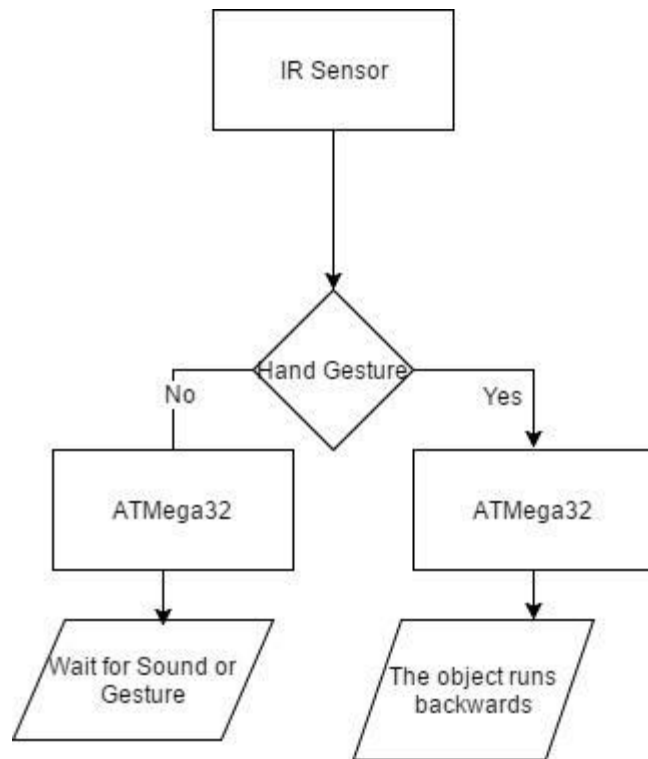 IR Sensor
Hand Gesture
No
Yes
ATMega32
ATMega32
Wait for Sound or
Gesture
The object runs
backwards